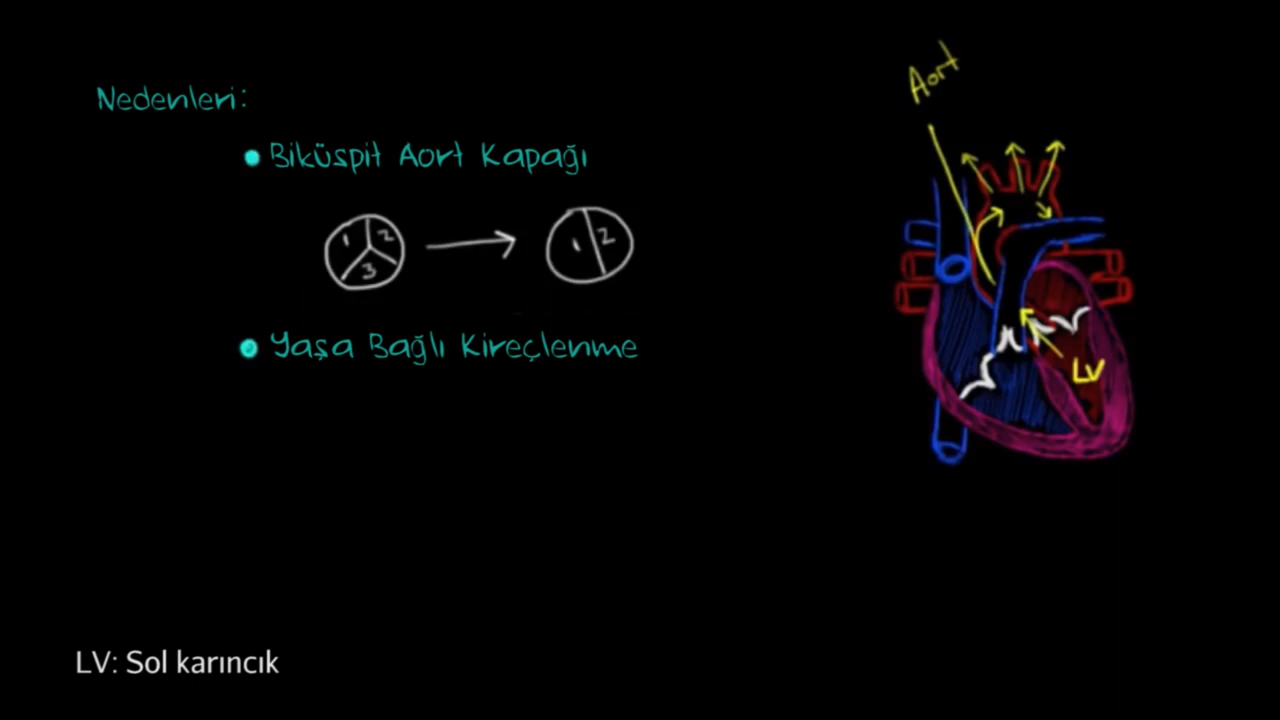 Nedenleri:
Aort
• Biküspit Aort Kapağı
1 2 3
1 2
• Yaşa Bağlı Kireçlenme
LV
LV: Sol karıncık